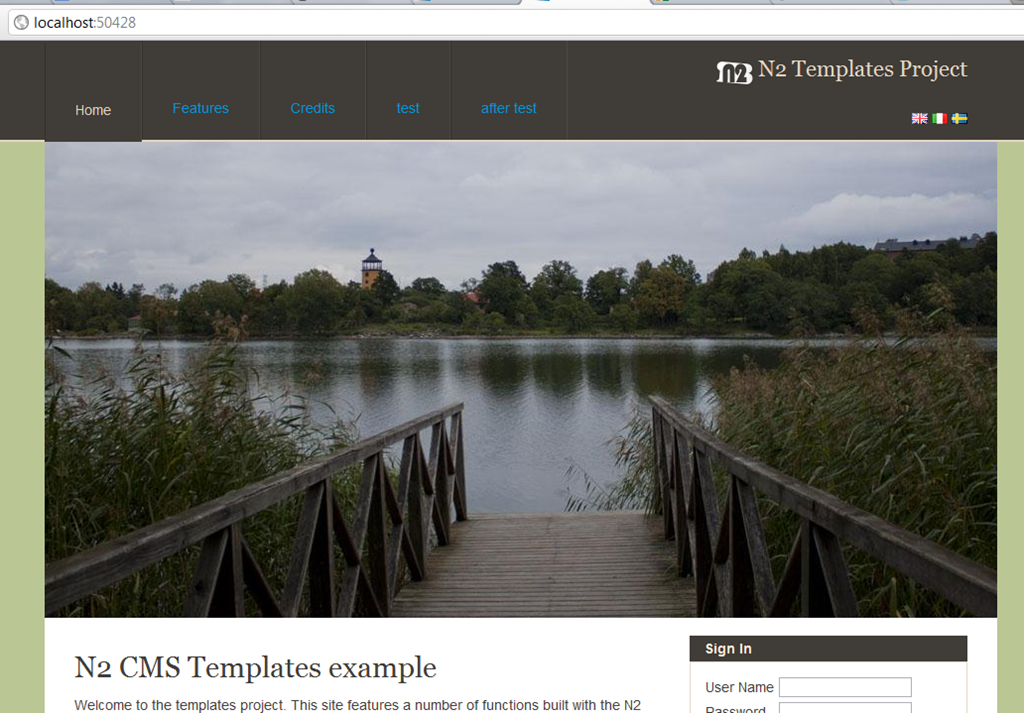 localhost:50428
n2 N2 Templates Project
Home Features Credits test after test
N2 CMS Templates example
Welcome to the templates project. This site features a number of functions built with the N2
Sign In
User Name
Password